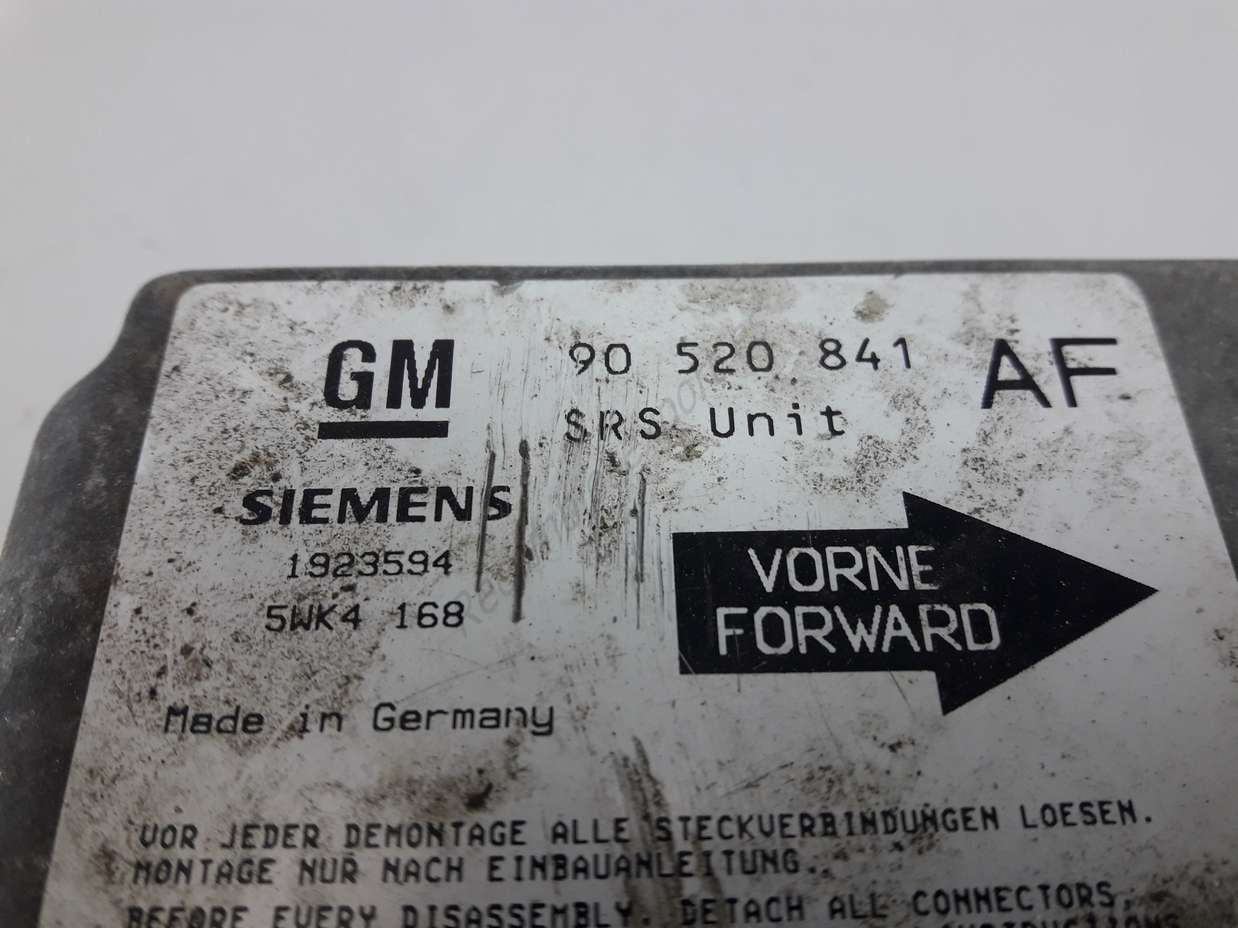 GM
90 520 841 AF
SRS Unit
SIEMENS
1923594
5WK4 168
VORNE
FORWARD
Made in Germany
VOR JEDER DEMONTAGE ALLE STECKVERBINDUNGEN LOESEN.
MONTAGE NUR NACH EINBAUANLEITUNG.
BEFORE EVERY DISASSEMBLY, DETACH ALL CONNECTORS,